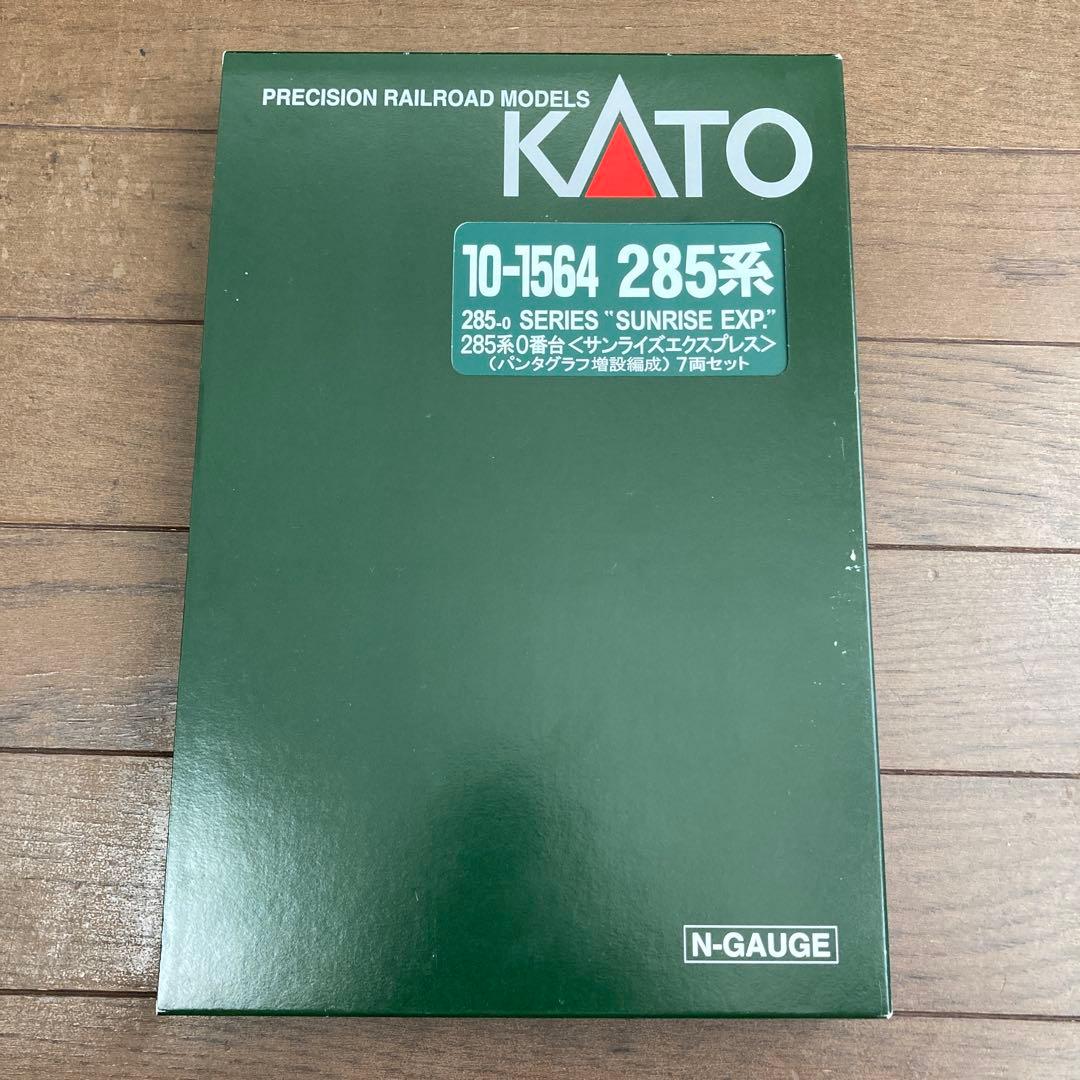 PRECISION RAILROAD MODELS
KATO
10-1564 285系
285-0 SERIES “SUNRISE EXP.”
285系0番台<サンライズエクスプレス>
(パンタグラフ増設編成) 7両セット
N-GAUGE